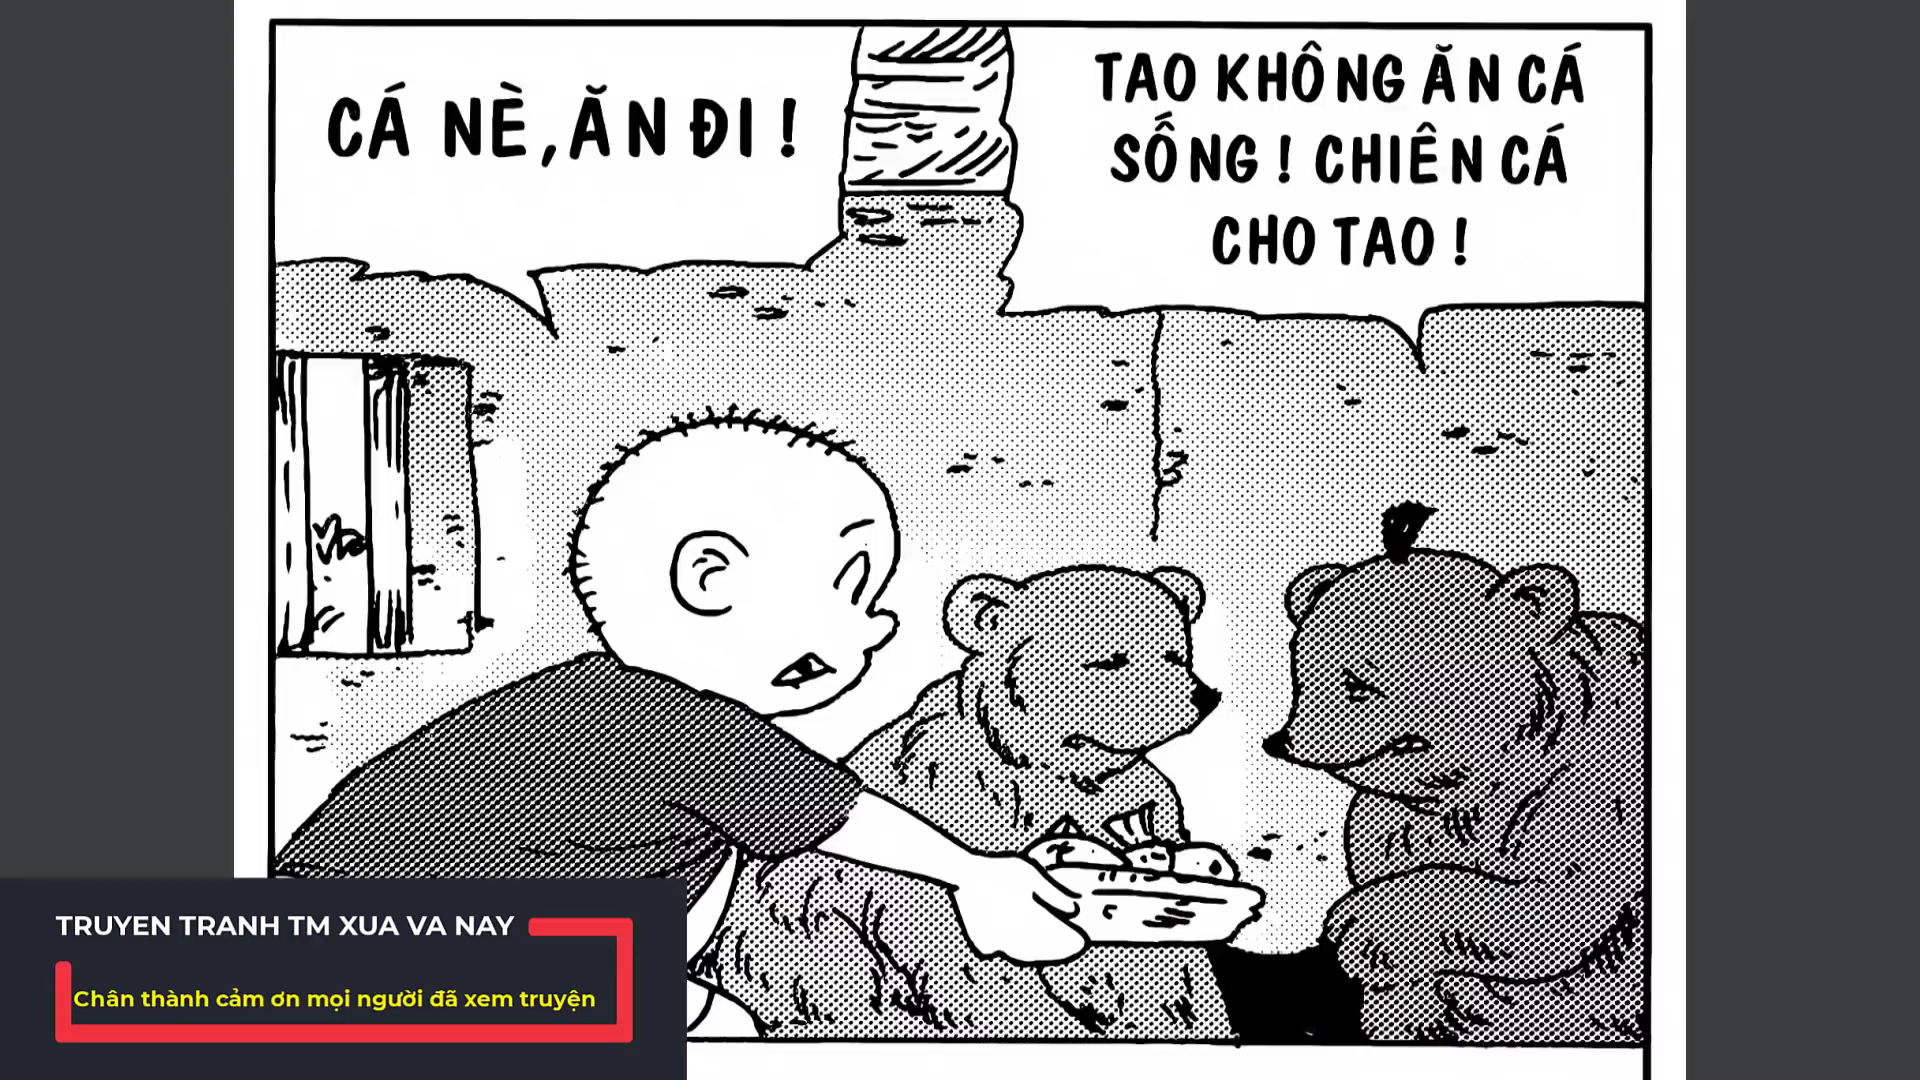 CÁ NÈ, ĂN ĐI !
TAO KHÔNG ĂN CÁ
SỐNG ! CHIÊN CÁ
CHO TAO !
TRUYEN TRANH TM XUA VA NAY
Chân thành cảm ơn mọi người đã xem truyện